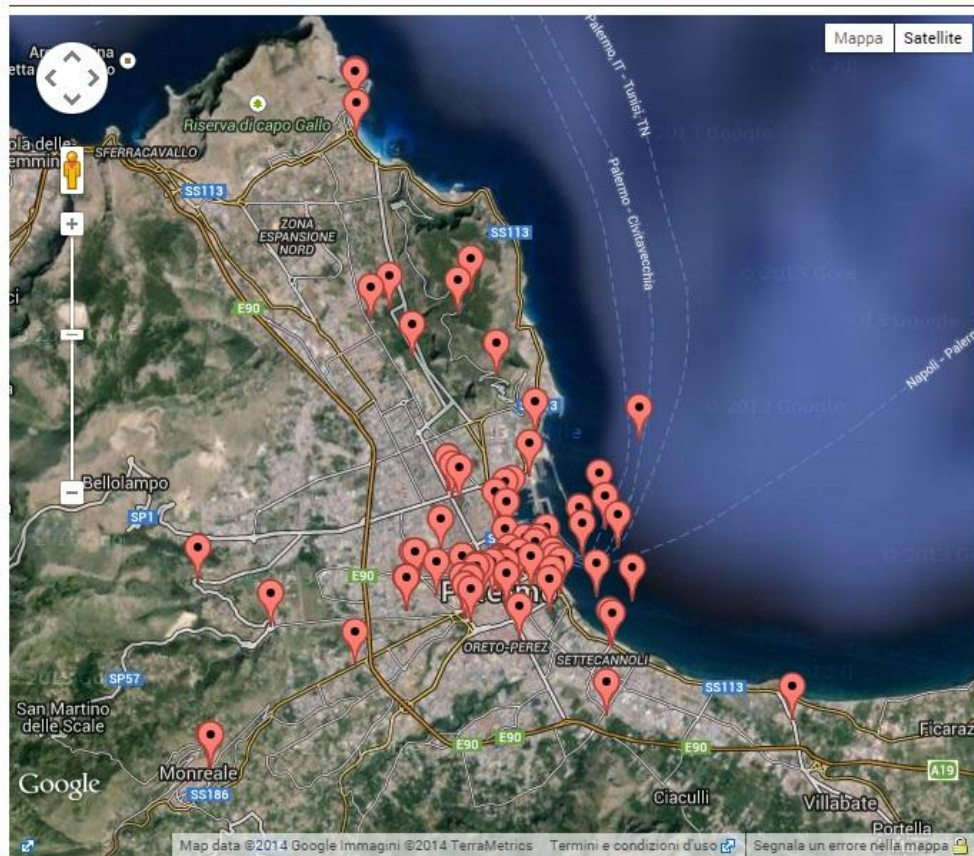 Mappa
Satellite
Riserva di capo Gallo
SFERRACAVALLO
SS113
ZONA
ESPANSIONE
NORD
SS113
E90
Palermo, IT - Tunisi, TN
Palermo - Civitavecchia
Bellolampo
SP1
E90
ORETO-PEREZ
SETTECANNOLI
SP57
SS113
San Martino
delle Scale
E90
E90
E90
Ficaraz
A19
Monreale
SS186
Google
Ciaculli
Villabate
Portella
Map data ©2014 Google Immagini ©2014 TerraMetrics
Termini e condizioni d'uso
Segnala un errore nella mappa